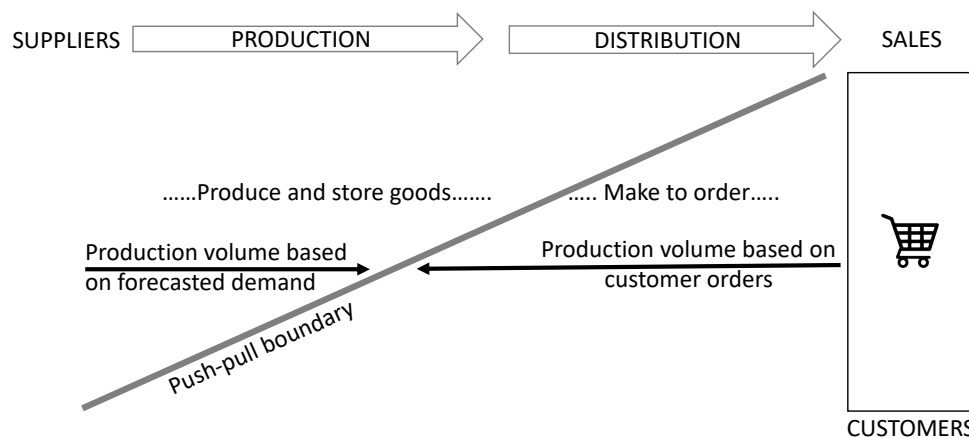 SUPPLIERS
PRODUCTION
DISTRIBUTION
SALES
......Produce and store goods.......
..... Make to order.....
Production volume based
on forecasted demand
Production volume based on
customer orders
Push-pull boundary
CUSTOMERS